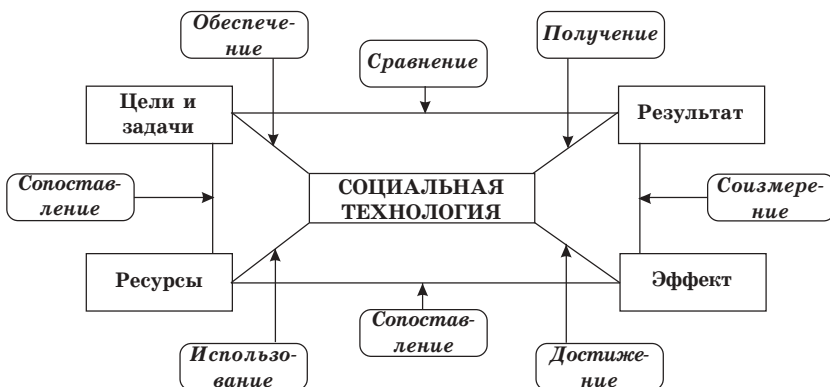 Обеспече-
ние
Сравнение
Получение
Цели и
задачи
Результат
Сопостав-
ление
СОЦИАЛЬНАЯ
ТЕХНОЛОГИЯ
Соизмере-
ние
Ресурсы
Эффект
Использо-
вание
Сопостав-
ление
Достиже-
ние